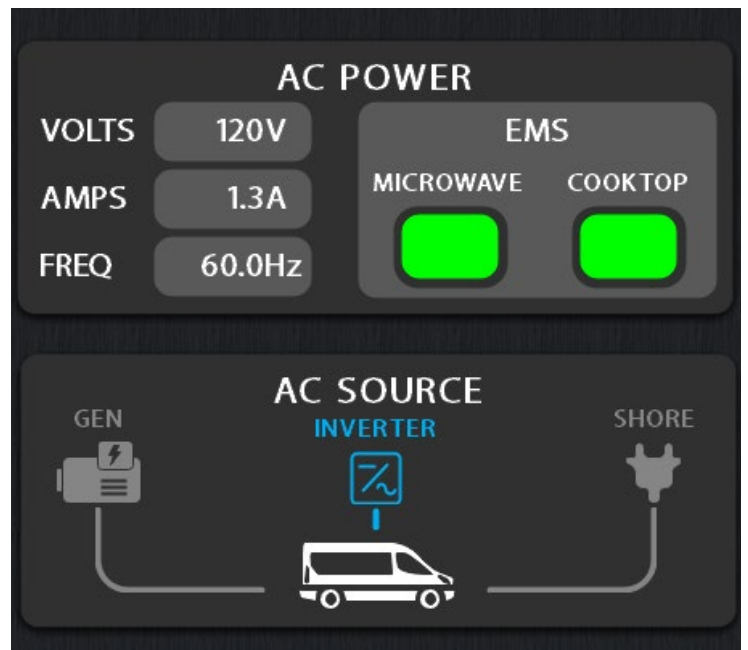 AC POWER
VOLTS 120V
AMPS 1.3A
FREQ 60.0Hz
EMS
MICROWAVE COOKTOP
AC SOURCE
GEN
INVERTER
SHORE